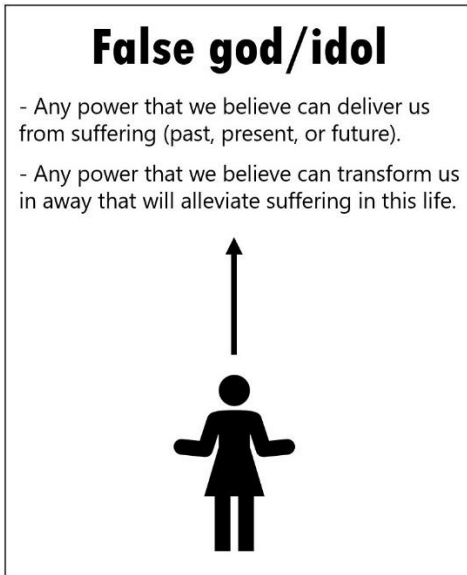 False god/idol
- Any power that we believe can deliver us
from suffering (past, present, or future).
- Any power that we believe can transform us
in away that will alleviate suffering in this life.